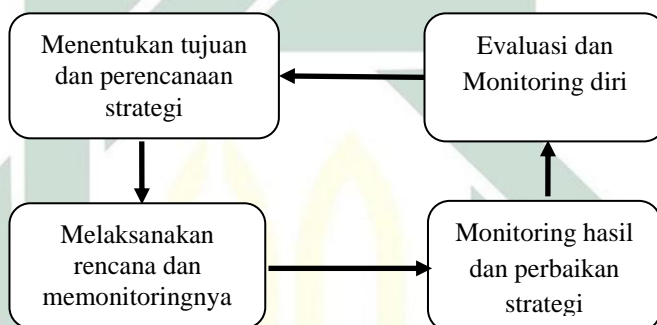 Menentukan tujuan
dan perencanaan
strategi
Evaluasi dan
Monitoring diri
Melaksanakan
rencana dan
memonitoringnya
Monitoring hasil
dan perbaikan
strategi